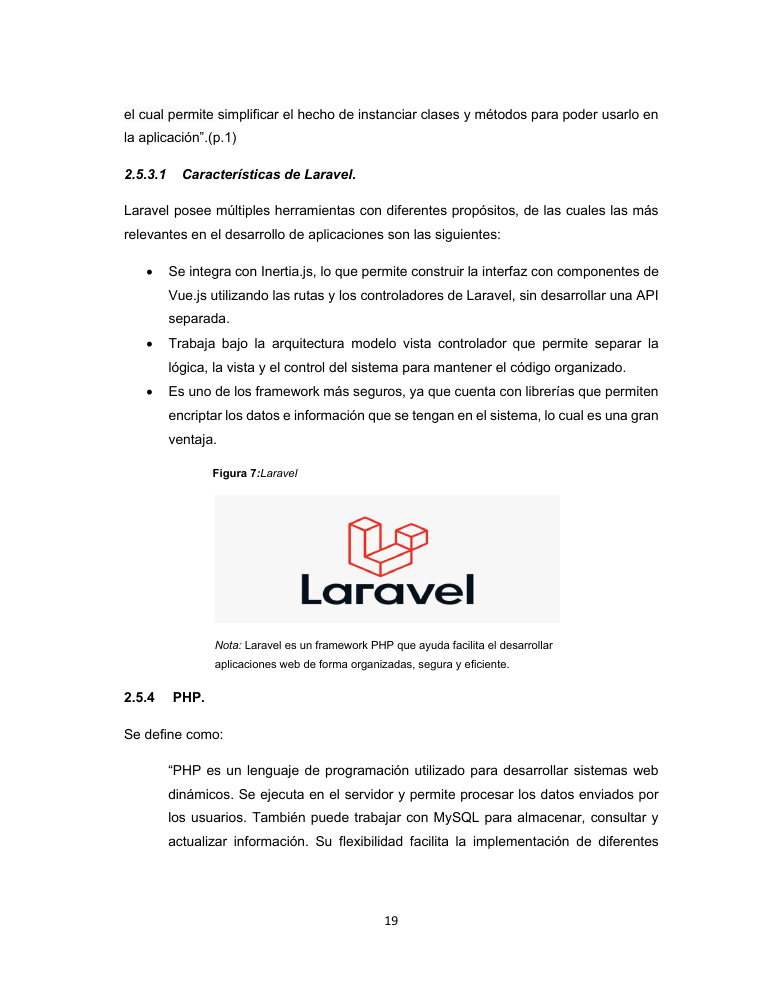 el cual permite simplificar el hecho de instanciar clases y métodos para poder usarlo en
la aplicación”.(p.1)
2.5.3.1 Características de Laravel.
Laravel posee múltiples herramientas con diferentes propósitos, de las cuales las más
relevantes en el desarrollo de aplicaciones son las siguientes:
• Se integra con Inertia.js, lo que permite construir la interfaz con componentes de
Vue.js utilizando las rutas y los controladores de Laravel, sin desarrollar una API
separada.
• Trabaja bajo la arquitectura modelo vista controlador que permite separar la
lógica, la vista y el control del sistema para mantener el código organizado.
• Es uno de los framework más seguros, ya que cuenta con librerías que permiten
encriptar los datos e información que se tengan en el sistema, lo cual es una gran
ventaja.
Figura 7:Laravel
Laravel
Nota: Laravel es un framework PHP que ayuda facilita el desarrollar
aplicaciones web de forma organizadas, segura y eficiente.
2.5.4 PHP.
Se define como:
“PHP es un lenguaje de programación utilizado para desarrollar sistemas web
dinámicos. Se ejecuta en el servidor y permite procesar los datos enviados por
los usuarios. También puede trabajar con MySQL para almacenar, consultar y
actualizar información. Su flexibilidad facilita la implementación de diferentes
19